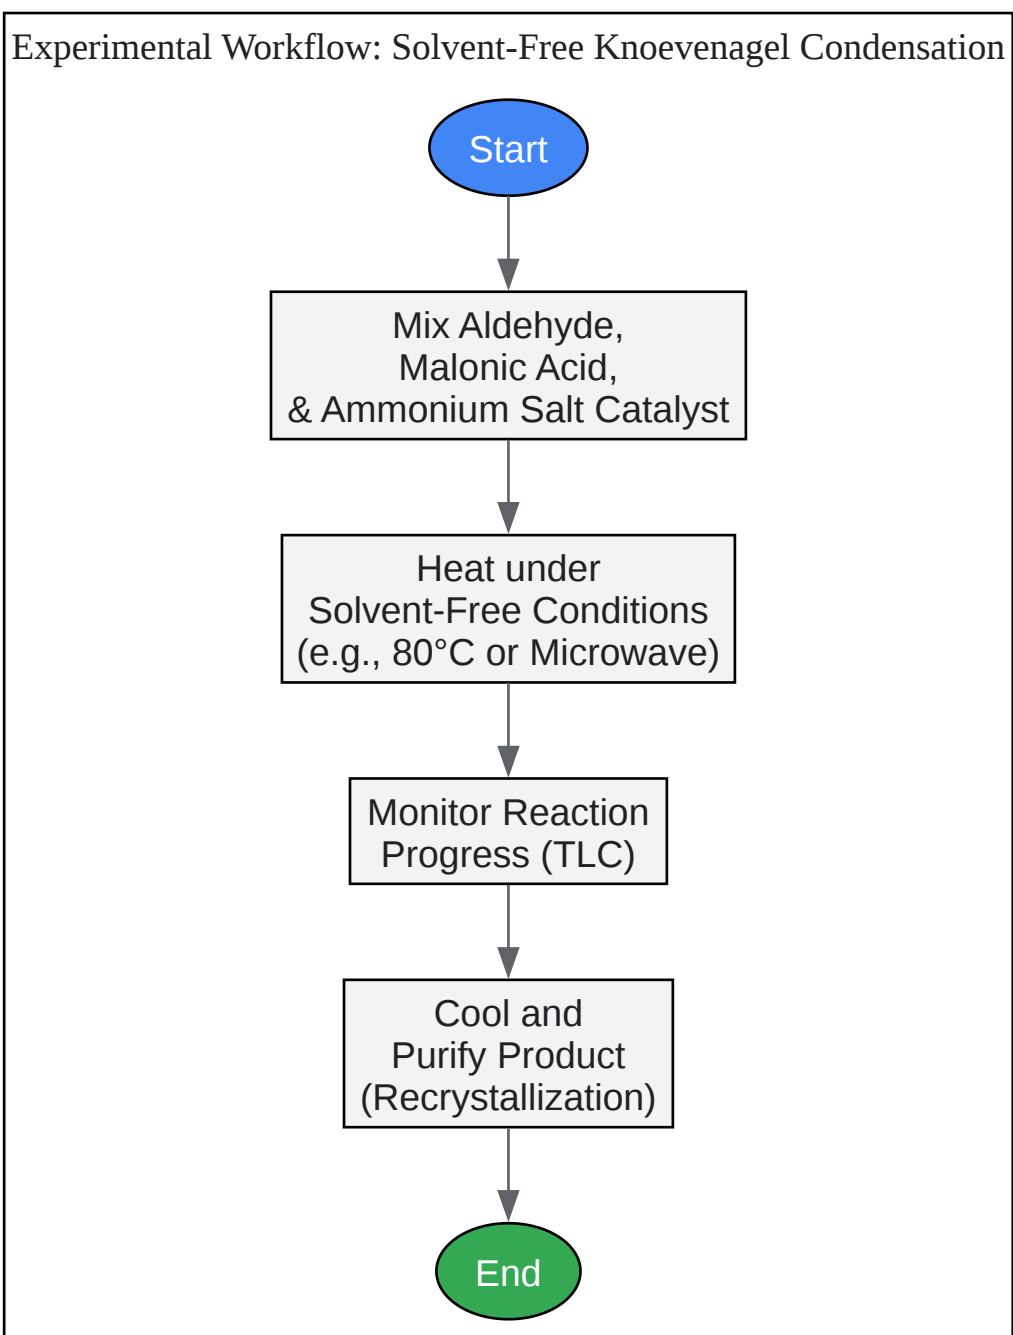 Experimental Workflow: Solvent-Free Knoevenagel Condensation
Start
Mix Aldehyde,
Malonic Acid,
& Ammonium Salt Catalyst
Heat under
Solvent-Free Conditions
(e.g., 80°C or Microwave)
Monitor Reaction
Progress (TLC)
Cool and
Purify Product
(Recrystallization)
End